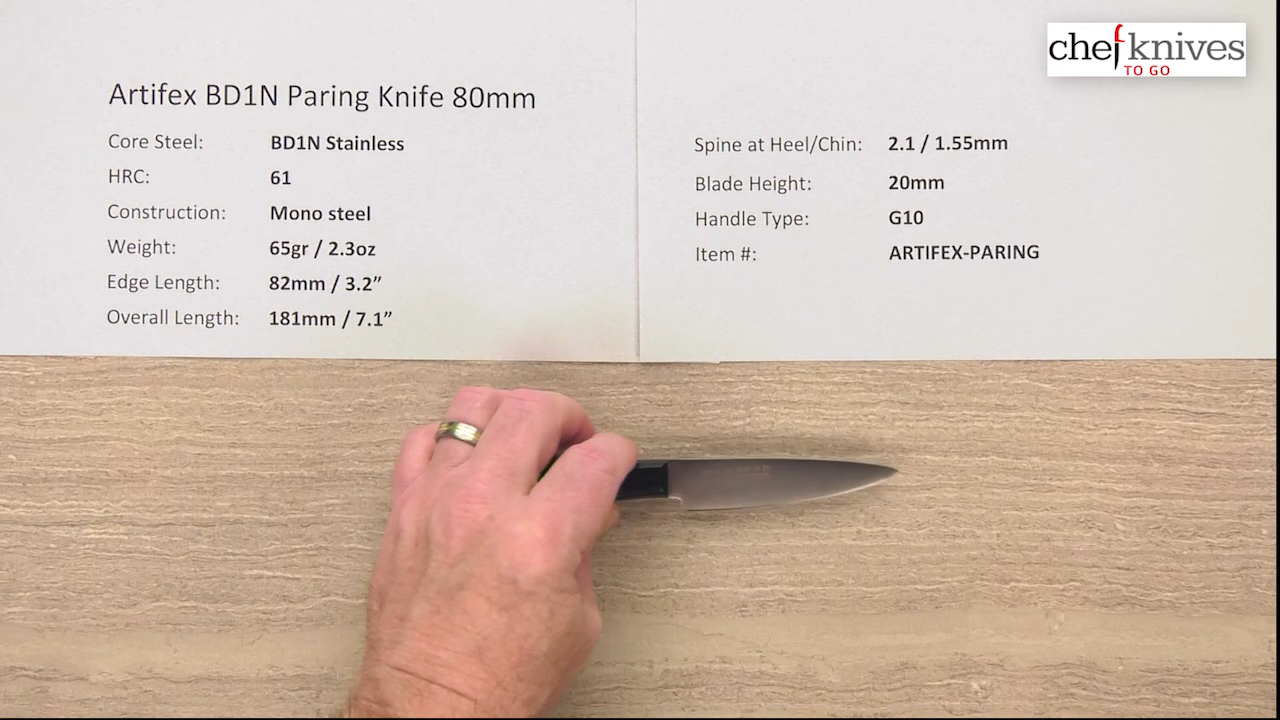 chefknives
TO GO
Artifex BD1N Paring Knife 80mm
Core Steel: BD1N Stainless
HRC: 61
Construction: Mono steel
Weight: 65gr / 2.3oz
Edge Length: 82mm / 3.2”
Overall Length: 181mm / 7.1”
Spine at Heel/Chin: 2.1 / 1.55mm
Blade Height: 20mm
Handle Type: G10
Item #: ARTIFEX-PARING